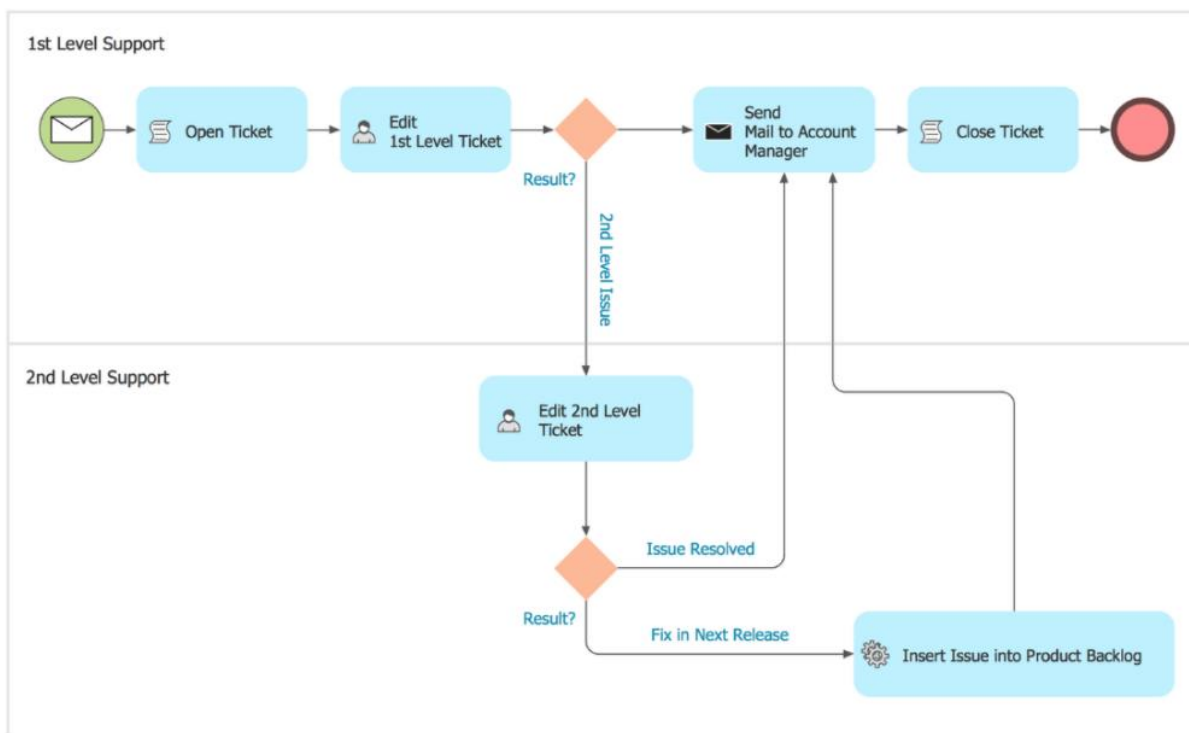 1st Level Support
Open Ticket
Edit
1st Level Ticket
Result?
Send
Mail to Account
Manager
Close Ticket
2nd Level Issue
2nd Level Support
Edit 2nd Level
Ticket
Issue Resolved
Result?
Fix in Next Release
Insert Issue into Product Backlog